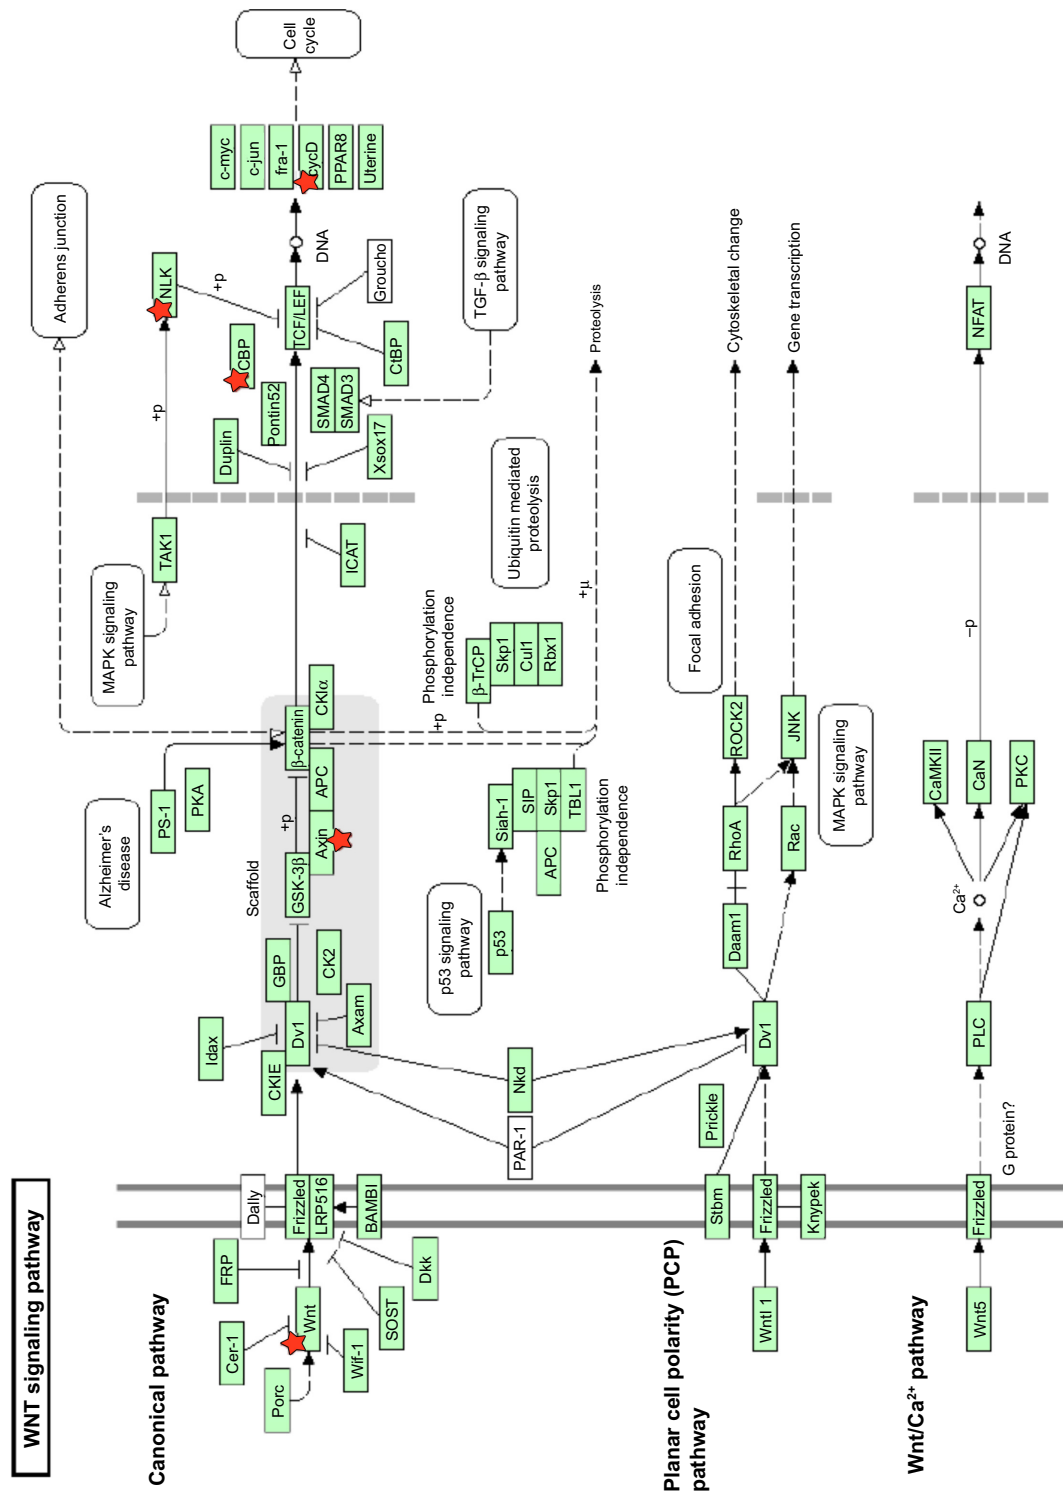 WNT signaling pathway
Canonical pathway
Porc
Cer-1
Wnt
Wif-1
FRP
SOST
Dkk
Dally
Frizzled
LRP516
BAMBI
Idax
CKIE
Dv1
GBP
CK2
Axam
Nkd
PAR-1
Scaffold
GSK-3β
+p
Axin
APC
β-catenin
CKIα
Alzheimer's
disease
PS-1
PKA
MAPK signaling
pathway
TAK1
+p
NLK
+p
Adherens junction
ICAT
Duplin
Xsox17
Pontin52
CBP
SMAD4
SMAD3
TCF/LEF
CtBP
Groucho
DNA
TGF-β signaling
pathway
c-myc
c-jun
fra-1
cycD
PPAR8
Uterine
Cell
cycle
p53 signaling
pathway
p53
Siah-1
SIP
APC
Skp1
TBL1
Phosphorylation
independence
+p
Phosphorylation
independence
β-TrCP
Skp1
Cul1
Rbx1
Ubiquitin mediated
proteolysis
+μ
Proteolysis
Planar cell polarity (PCP)
pathway
Wntl 1
Stbm
Frizzled
Knypek
Prickle
Dv1
Daam1
RhoA
Rac
ROCK2
JNK
Focal adhesion
MAPK signaling
pathway
Cytoskeletal change
Gene transcription
Wnt/Ca²⁺ pathway
Wnt5
Frizzled
G protein?
PLC
Ca²⁺
CaMKII
CaN
PKC
–p
NFAT
DNA